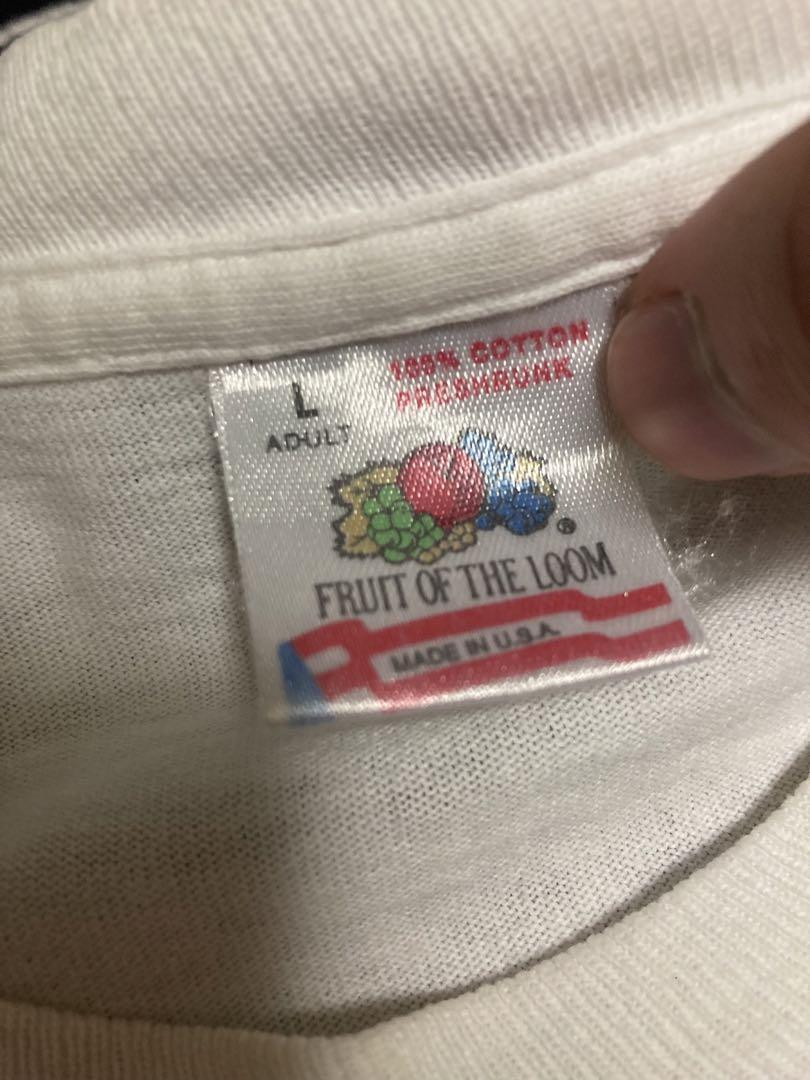 100% COTTON
PRESHRUNK
L
ADULT
®
FRUIT OF THE LOOM
MADE IN U.S.A.